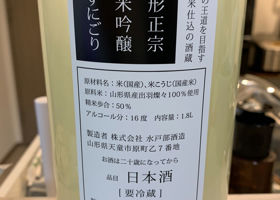 の王道を目指す
米仕込の酒蔵
形正宗
米吟醸
すにごり
原材料名:米(国産)、米こうじ(国産米)
原料米:山形県産出羽燦々100%使用
精米歩合:50%
アルコール分:16度 内容量:1.8L
製造者 株式会社 水戸部酒造
山形県天童市原町乙7番地
お酒は二十歳になってから
品目 日本酒
[要冷蔵]